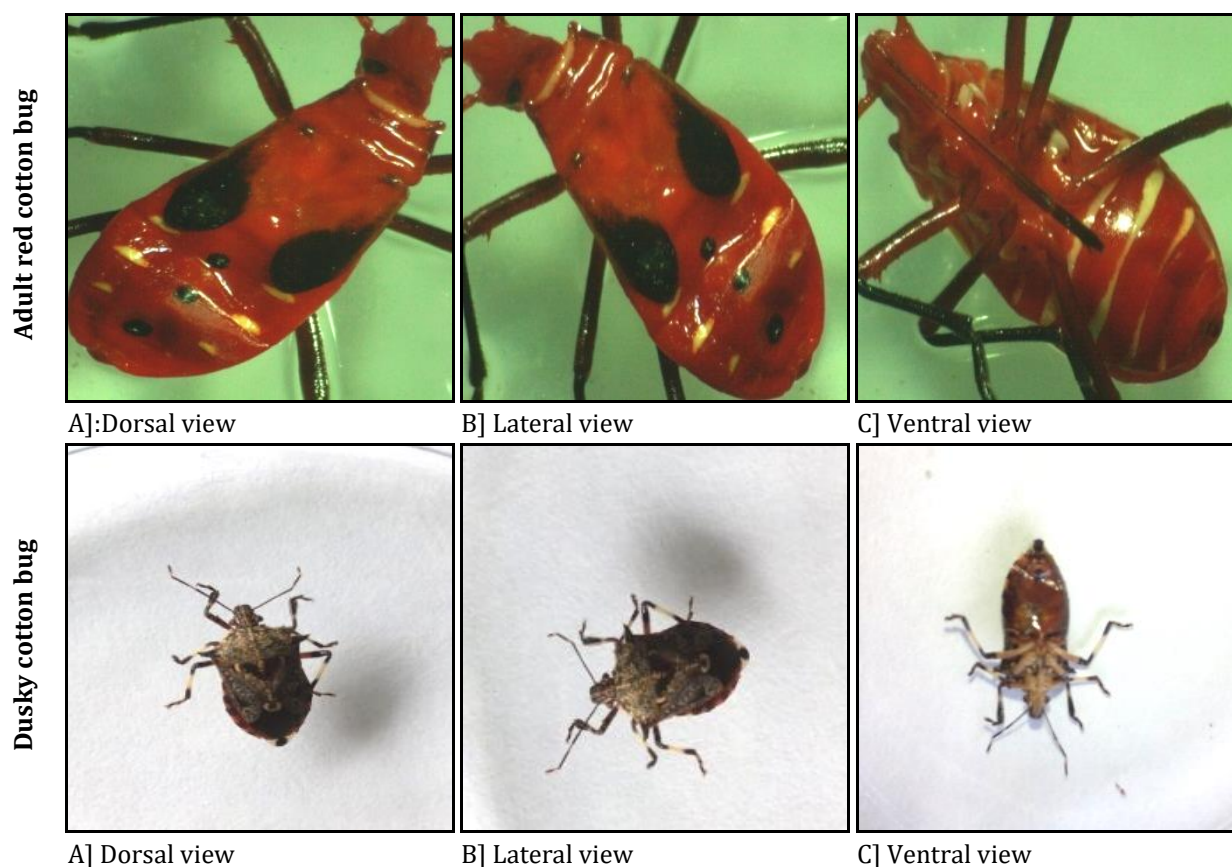 Adult red cotton bug
A]:Dorsal view
B] Lateral view
C] Ventral view
Dusky cotton bug
A] Dorsal view
B] Lateral view
C] Ventral view